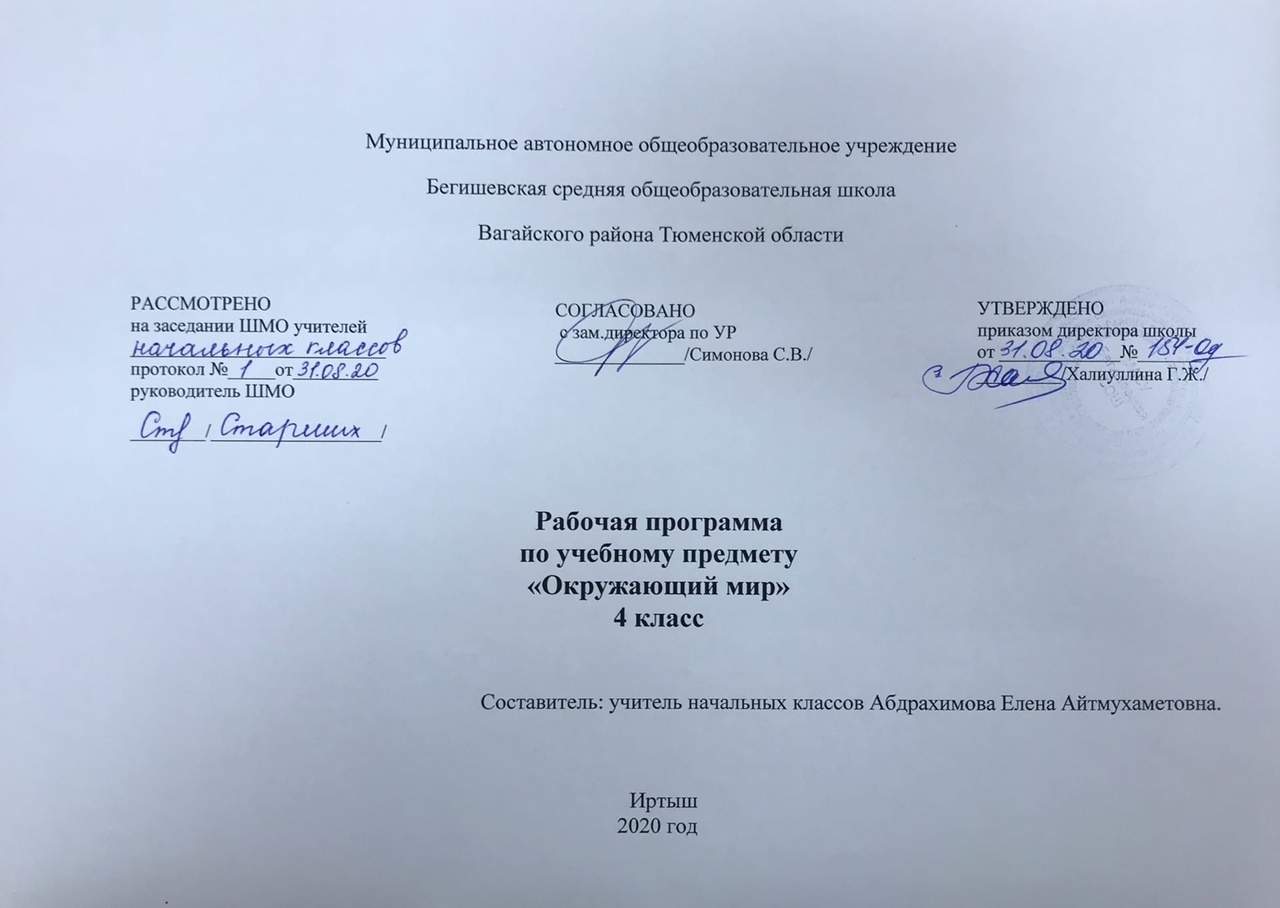 Муниципальное автономное общеобразовательное учреждение
Бегишевская средняя общеобразовательная школа
Вагайского района Тюменской области
РАССМОТРЕНО
на заседании ШМО учителей
начальных классов
протокол № 1 от 31.08.20
руководитель ШМО
/ Старших /
СОГЛАСОВАНО
с зам.директора по УР
/Симонова С.В./
УТВЕРЖДЕНО
приказом директора школы
от 31.08.20 № 184-Од
/Халиуллина Г.Ж./
Рабочая программа
по учебному предмету
«Окружающий мир»
4 класс
Составитель: учитель начальных классов Абдрахимова Елена Айтмухаметовна.
Иртыш
2020 год